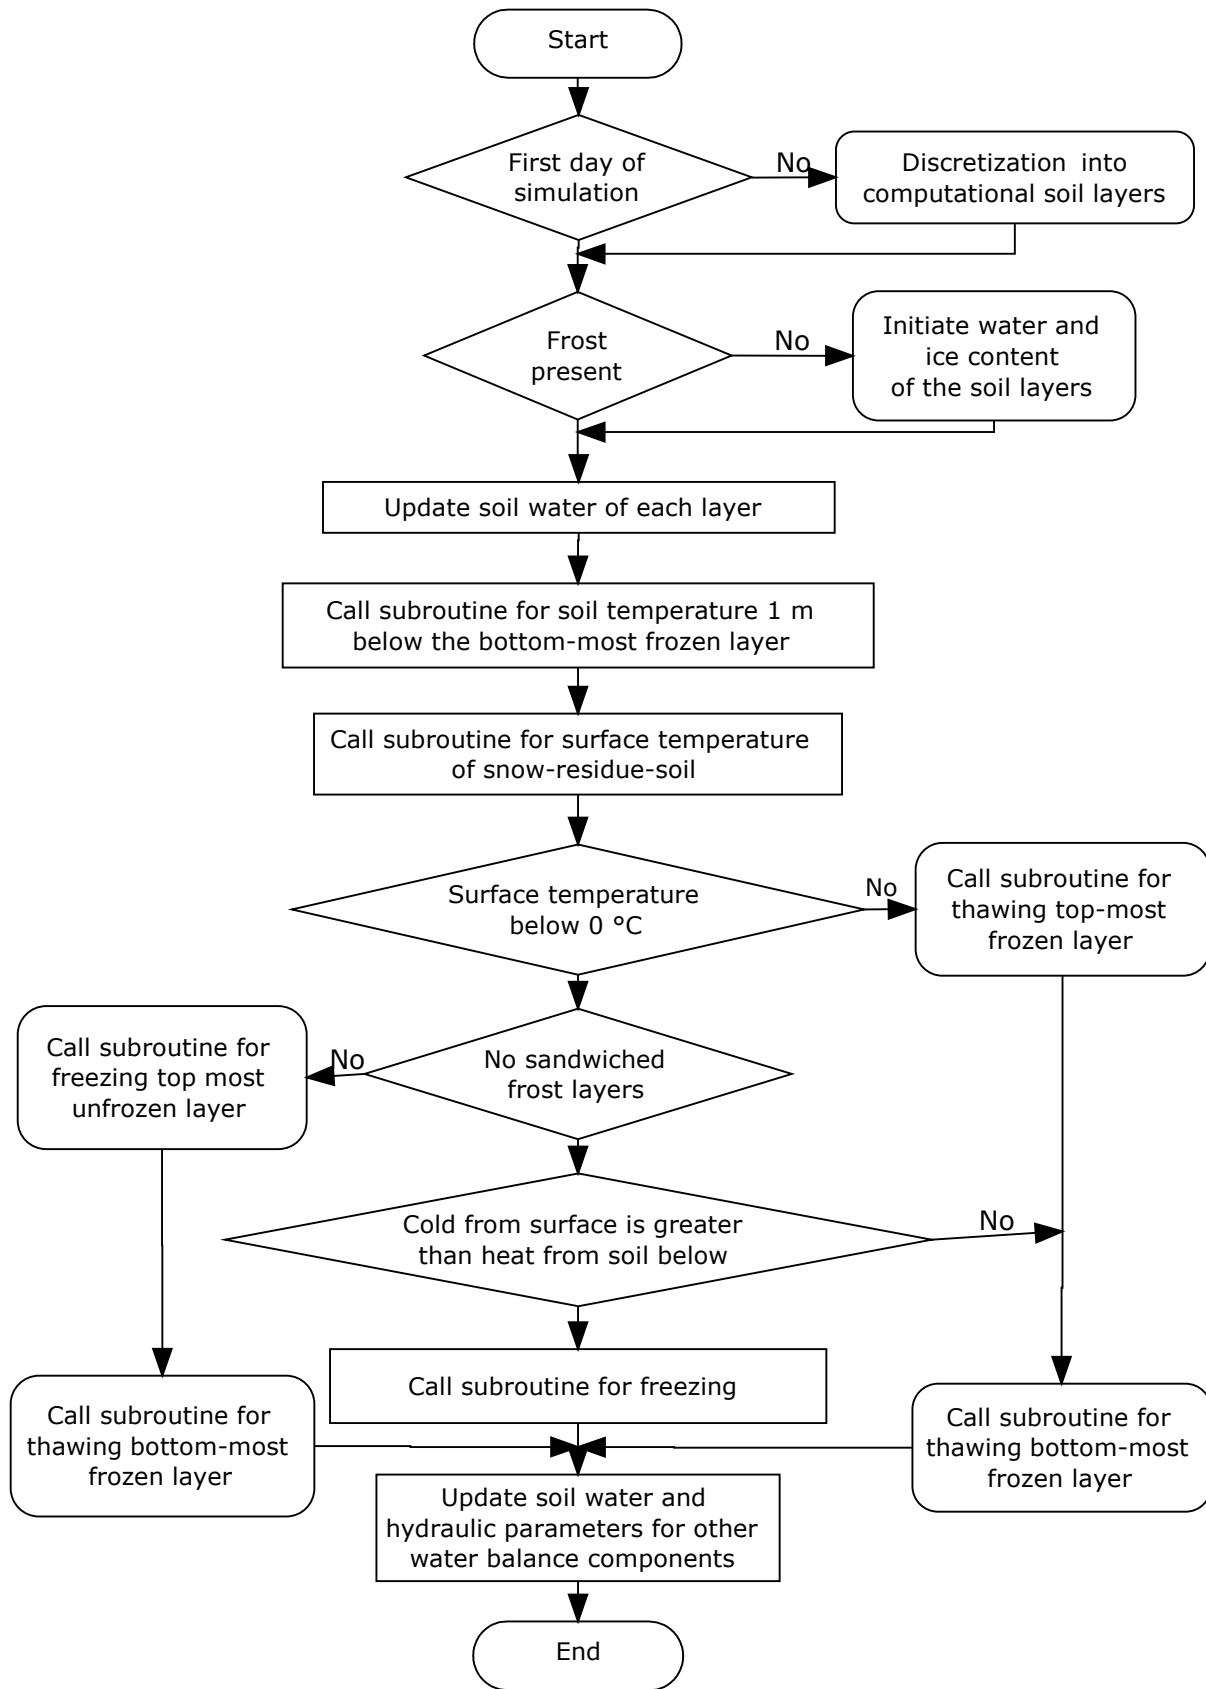 Start
First day of
simulation
No
Discretization into
computational soil layers
Frost
present
No
Initiate water and
ice content
of the soil layers
Update soil water of each layer
Call subroutine for soil temperature 1 m
below the bottom-most frozen layer
Call subroutine for surface temperature
of snow-residue-soil
Surface temperature
below 0 °C
No
Call subroutine for
thawing top-most
frozen layer
No sandwiched
frost layers
No
Call subroutine for
freezing top most
unfrozen layer
Cold from surface is greater
than heat from soil below
No
Call subroutine for freezing
Call subroutine for
thawing bottom-most
frozen layer
Call subroutine for
thawing bottom-most
frozen layer
Update soil water and
hydraulic parameters for other
water balance components
End